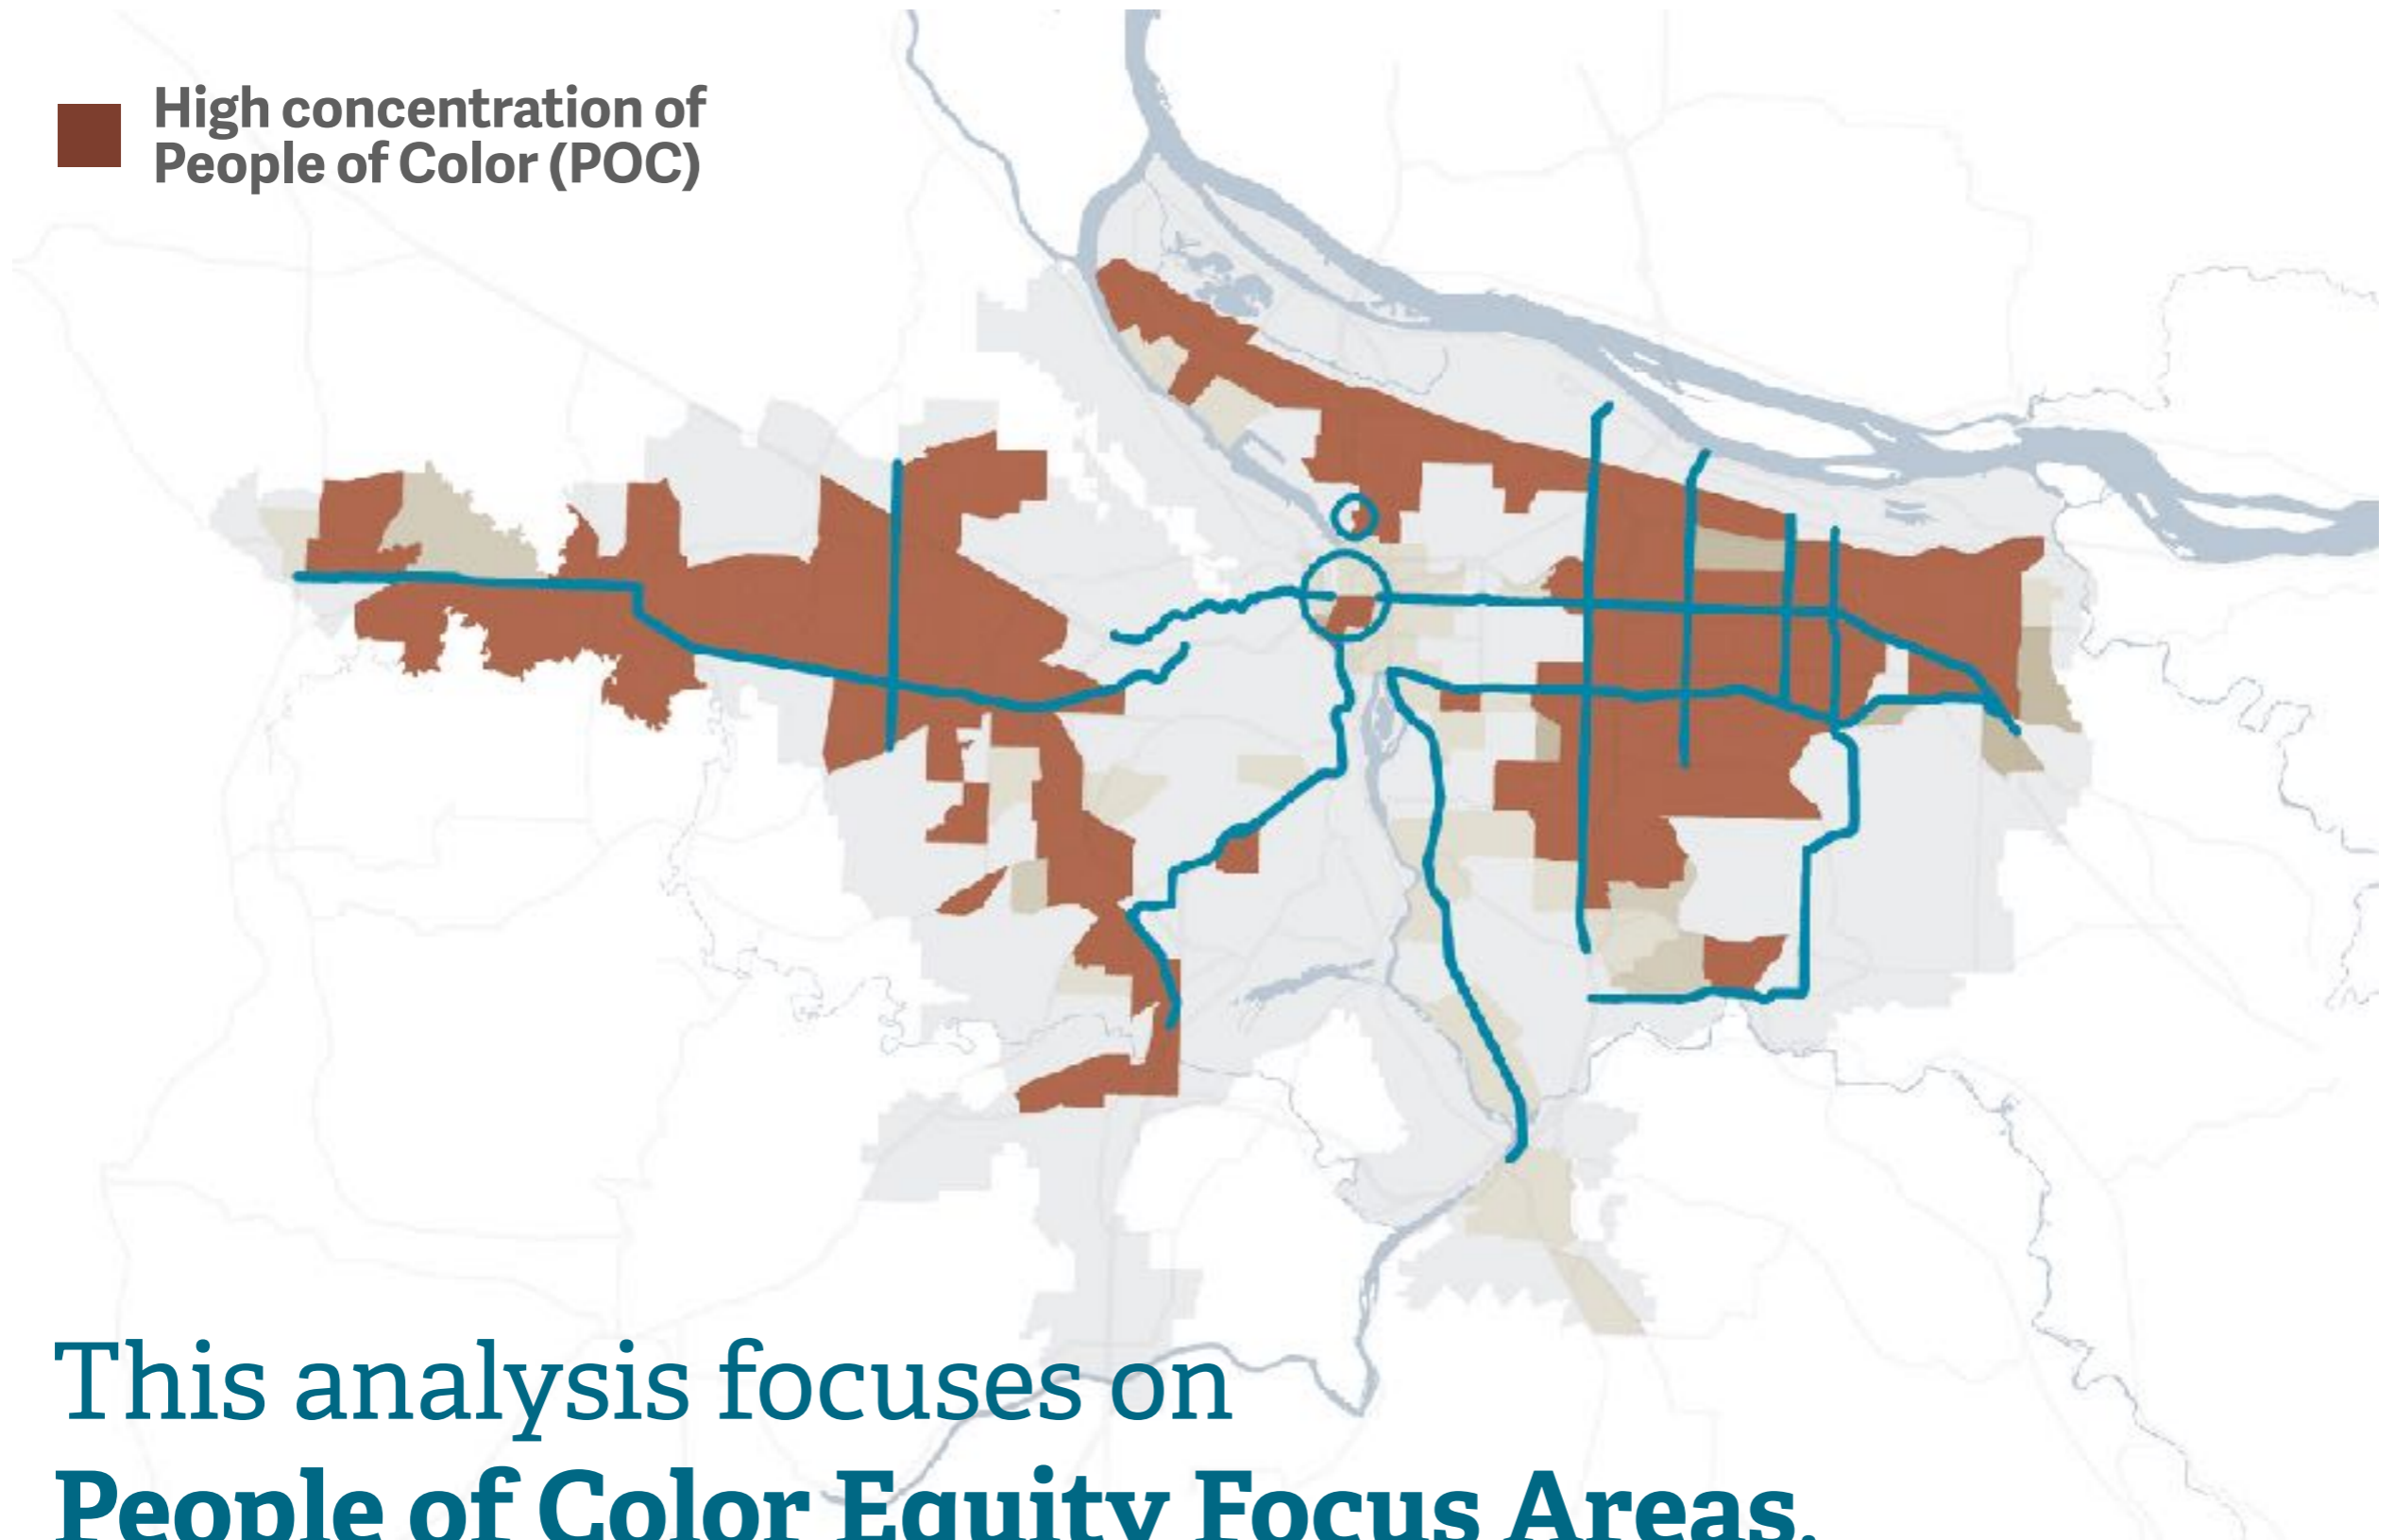 High concentration of
People of Color (POC)
This analysis focuses on
People of Color Equity Focus Areas.